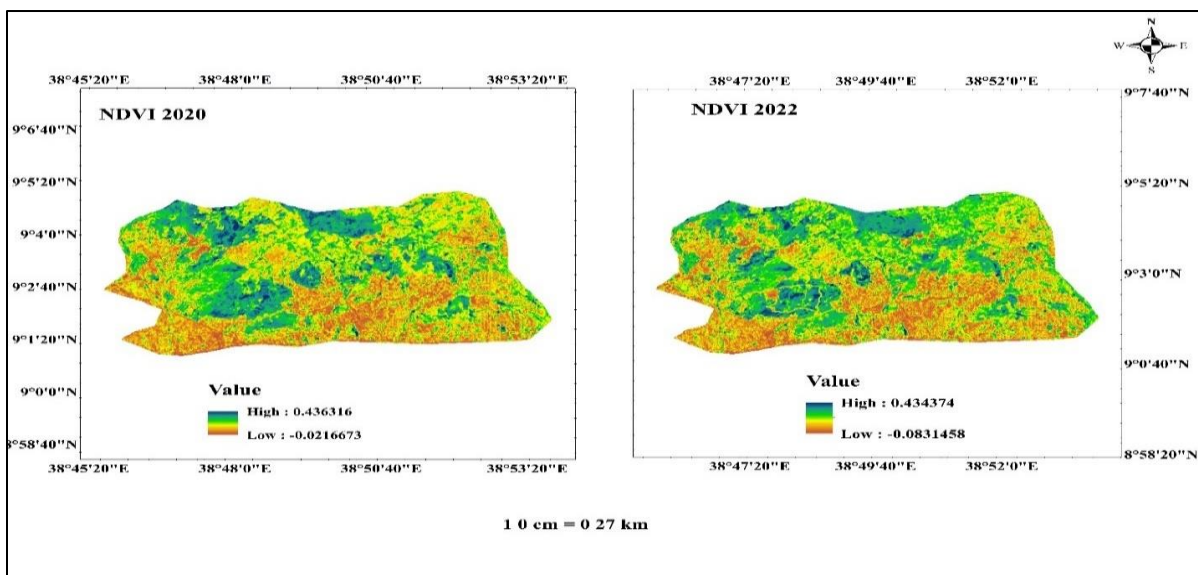 N
W E
S
38°45'20"E 38°48'0"E 38°50'40"E 38°53'20"E
NDVI 2020
9°6'40"N
9°5'20"N
9°4'0"N
9°2'40"N
9°1'20"N
9°0'0"N
8°58'40"N
Value
High : 0.436316
Low : -0.0216673
38°45'20"E 38°48'0"E 38°50'40"E 38°53'20"E
38°47'20"E 38°49'40"E 38°52'0"E
NDVI 2022
9°7'40"N
9°5'20"N
9°3'0"N
9°0'40"N
8°58'20"N
Value
High : 0.434374
Low : -0.0831458
38°47'20"E 38°49'40"E 38°52'0"E
1 0 cm = 0 27 km